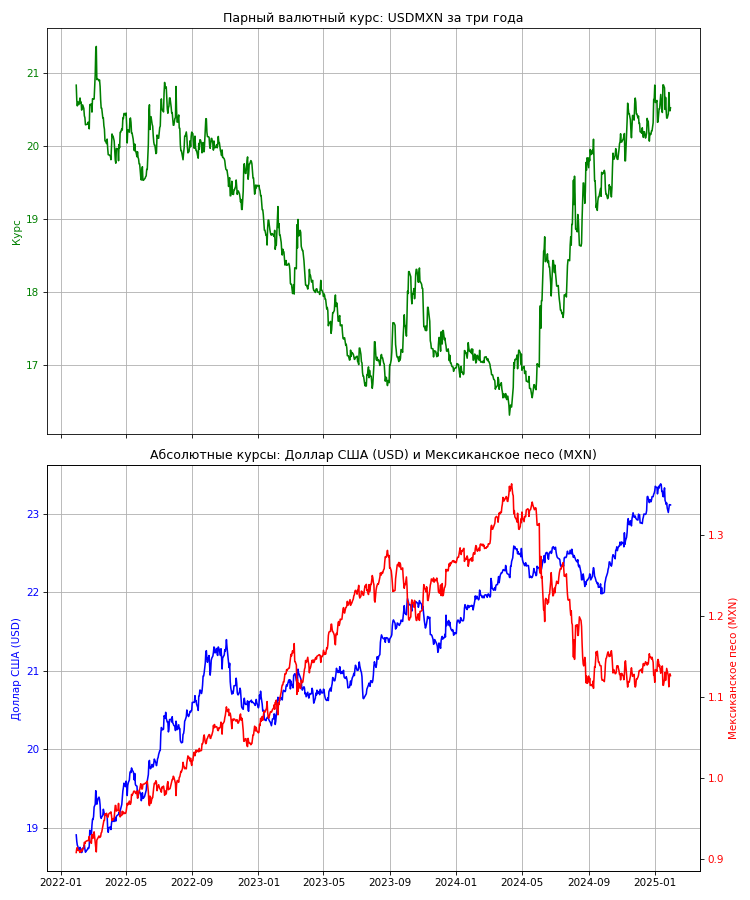 Парный валютный курс: USDMXN за три года
21
20
19
18
17
Курс
Абсолютные курсы: Доллар США (USD) и Мексиканское песо (MXN)
23
22
21
20
19
Доллар США (USD)
1.3
1.2
1.1
1.0
0.9
Мексиканское песо (MXN)
2022-01 2022-05 2022-09 2023-01 2023-05 2023-09 2024-01 2024-05 2024-09 2025-01